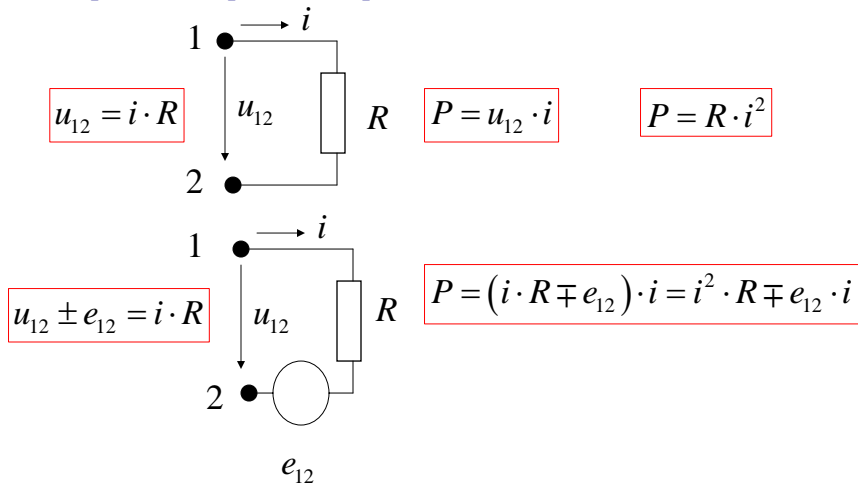 i
1
u₁₂ = i · R
u₁₂
R
P = u₁₂ · i
P = R · i²
2
i
1
u₁₂ ± e₁₂ = i · R
u₁₂
R
P = (i · R ∓ e₁₂) · i = i² · R ∓ e₁₂ · i
2
e₁₂